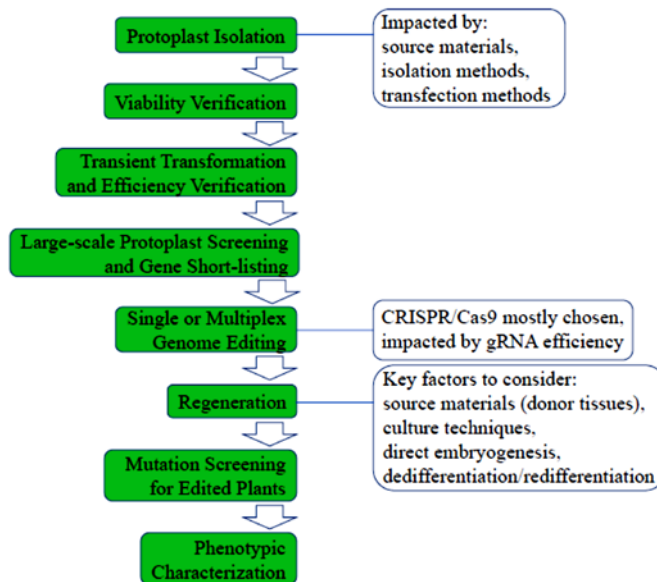 Protoplast Isolation
Impacted by:
source materials,
isolation methods,
transfection methods
Viability Verification
Transient Transformation
and Efficiency Verification
Large-scale Protoplast Screening
and Gene Short-listing
Single or Multiplex
Genome Editing
CRISPR/Cas9 mostly chosen,
impacted by gRNA efficiency
Regeneration
Key factors to consider:
source materials (donor tissues),
culture techniques,
direct embryogenesis,
dedifferentiation/redifferentiation
Mutation Screening
for Edited Plants
Phenotypic
Characterization